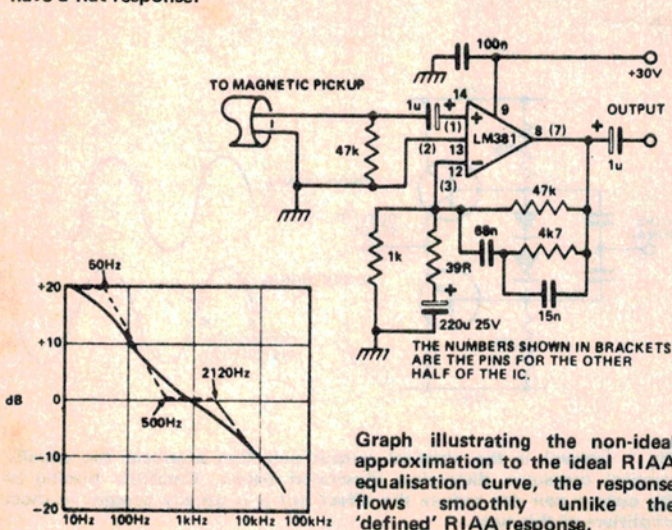 have a flat response.
100n
+30V
TO MAGNETIC PICKUP
OUTPUT
1u
14
+
9
+
(1)
LM381
8 (7)
+
(2)
13
1u
47k
12
−
(3)
47k
68n
4k7
1k
39R
+
15n
220u 25V
THE NUMBERS SHOWN IN BRACKETS
ARE THE PINS FOR THE OTHER
HALF OF THE IC.
50Hz
+20
+10
2120Hz
dB
0
500Hz
-10
-20
10Hz 100Hz 1kHz 10kHz 100kHz
Graph illustrating the non-ideal
approximation to the ideal RIAA
equalisation curve, the response
flows smoothly unlike the
'defined' RIAA response.